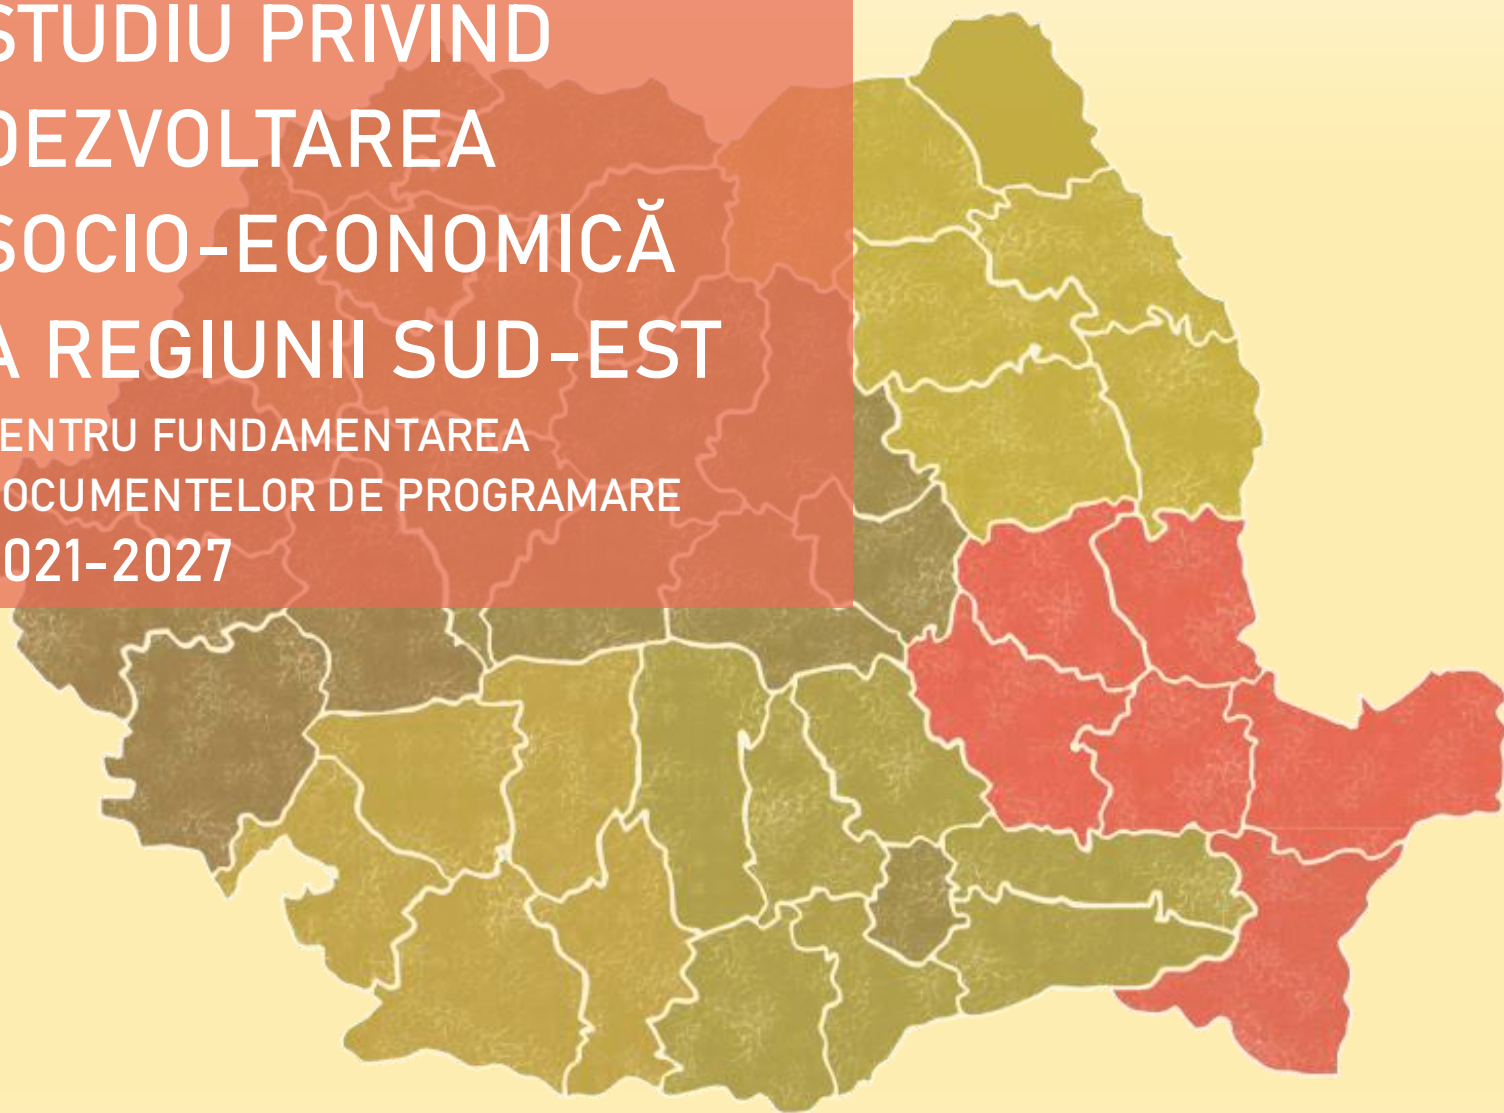 STUDIU PRIVIND
DEZVOLTAREA
SOCIO-ECONOMICĂ
A REGIUNII SUD-EST
ENTRU FUNDAMENTAREA
OCUMENTELOR DE PROGRAMARE
021-2027